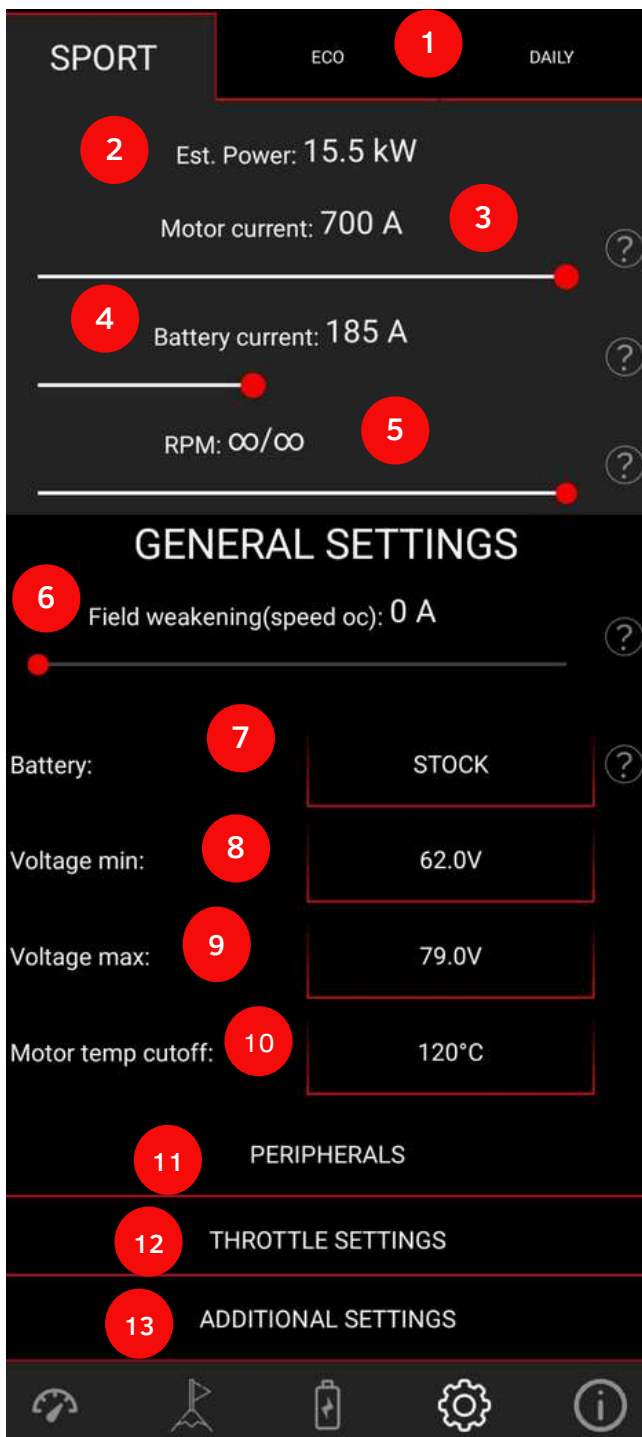 SPORT ECO 1 DAILY
2 Est. Power: 15.5 kW
Motor current: 700 A 3
?
4
Battery current: 185 A
?
RPM: ∞/∞ 5
?
GENERAL SETTINGS
6 Field weakening(speed oc): 0 A
?
Battery: 7 STOCK ?
Voltage min: 8 62.0V
Voltage max: 9 79.0V
Motor temp cutoff: 10 120°C
11 PERIPHERALS
12 THROTTLE SETTINGS
13 ADDITIONAL SETTINGS
i